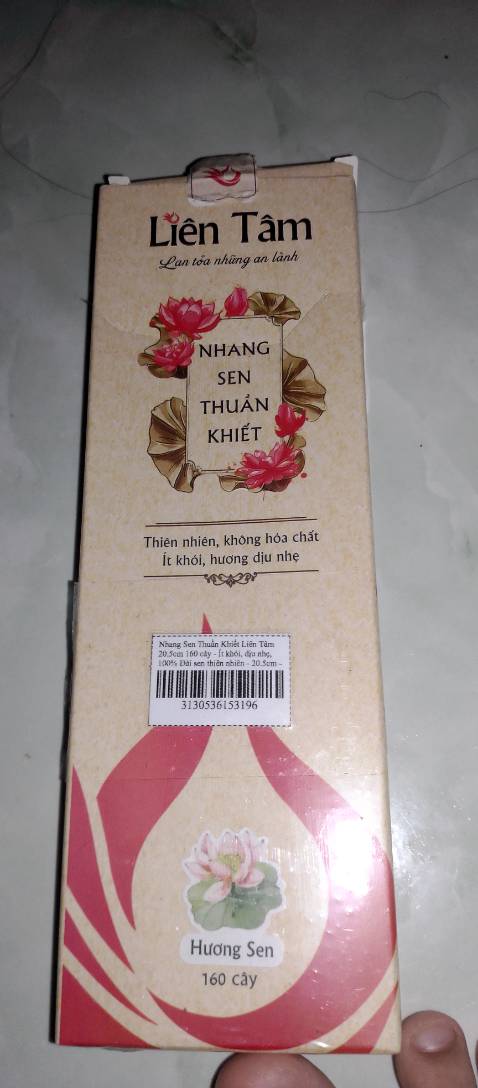 Liên Tâm
Lan tỏa những an lành
NHANG
SEN
THUẦN
KHIẾT
Thiên nhiên, không hóa chất
Ít khói, hương dịu nhẹ
Nhang Sen Thuần Khiết Liên Tâm
20.5cm 160 cây - Ít khói, dịu nhẹ,
100% Đài sen thiên nhiên - 20.5cm -
3130536153196
Hương Sen
160 cây